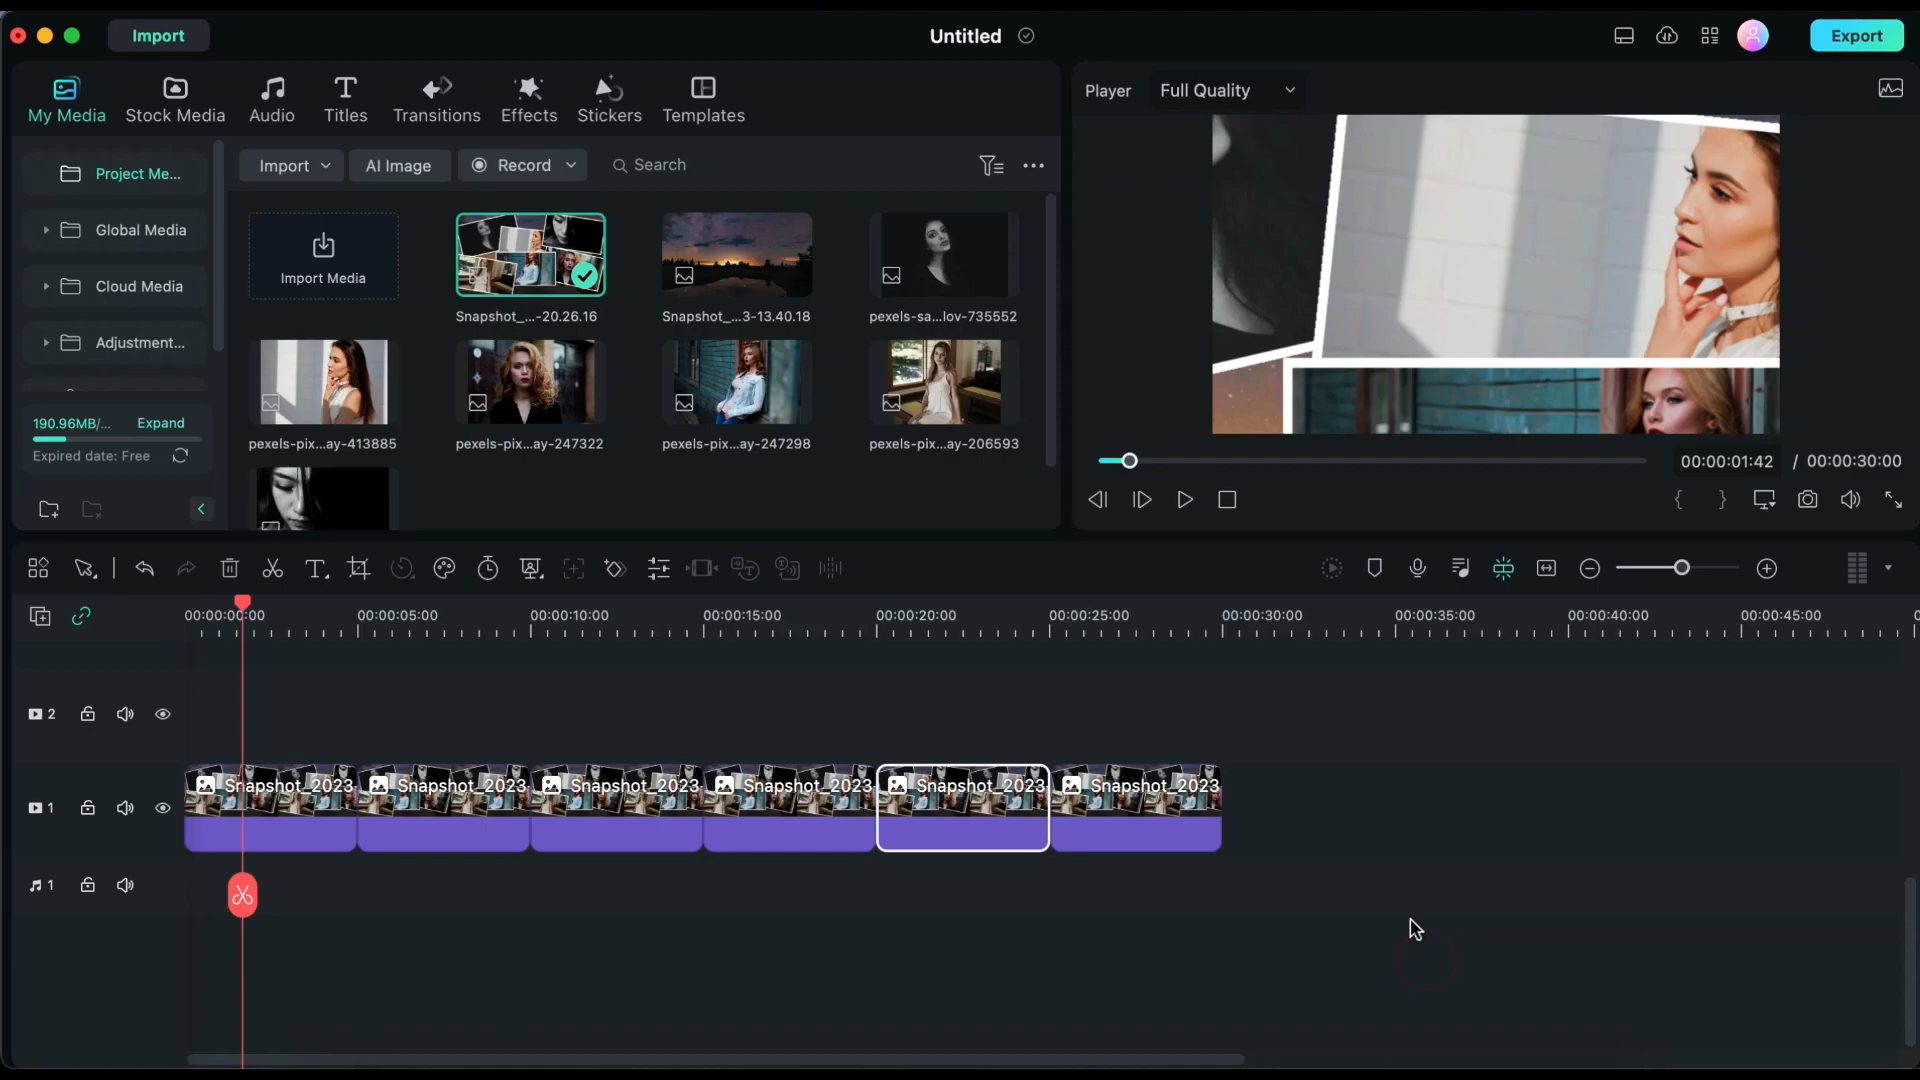 Import
Untitled
Export
My Media
Stock Media
Audio
Titles
Transitions
Effects
Stickers
Templates
Player
Full Quality
Project Me...
Global Media
Cloud Media
Adjustment...
190.96MB/...
Expand
Expired date: Free
Import
AI Image
Record
Search
Import Media
Snapshot_...-20.26.16
Snapshot_...3-13.40.18
pexels-sa...lov-735552
pexels-pix...ay-413885
pexels-pix...ay-247322
pexels-pix...ay-247298
pexels-pix...ay-206593
00:00:01:42 / 00:00:30:00
00:00:00:00
00:00:05:00
00:00:10:00
00:00:15:00
00:00:20:00
00:00:25:00
00:00:30:00
00:00:35:00
00:00:40:00
00:00:45:00
2
Snapshot_2023
Snapshot_2023
Snapshot_2023
Snapshot_2023
Snapshot_2023
Snapshot_2023
1
1